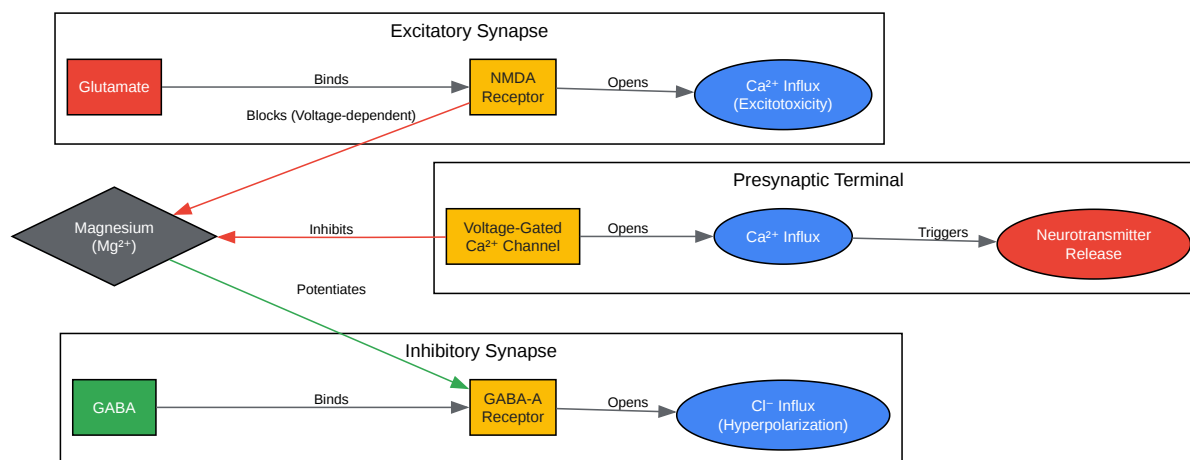 Excitatory Synapse
Glutamate
Binds
NMDA
Receptor
Opens
Ca²⁺ Influx
(Excitotoxicity)
Blocks (Voltage-dependent)
Presynaptic Terminal
Magnesium
(Mg²⁺)
Inhibits
Voltage-Gated
Ca²⁺ Channel
Opens
Ca²⁺ Influx
Triggers
Neurotransmitter
Release
Potentiates
Inhibitory Synapse
GABA
Binds
GABA-A
Receptor
Opens
Cl⁻ Influx
(Hyperpolarization)